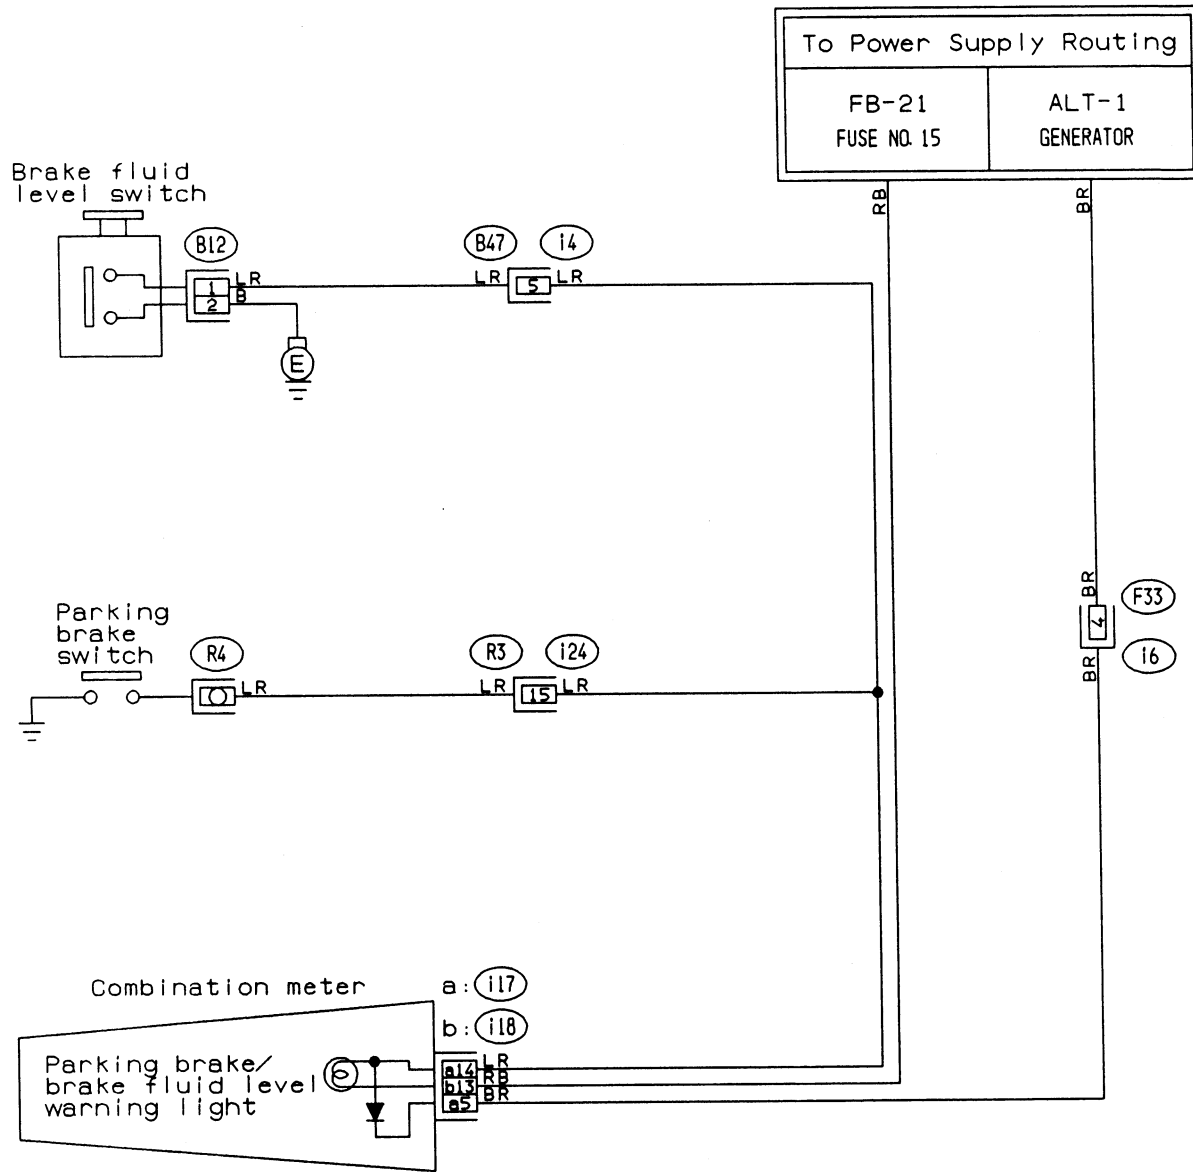 To Power Supply Routing
FB-21
FUSE NO. 15
ALT-1
GENERATOR
RB
BR
Brake fluid
level switch
B12
1
2
LR
B
E
B47
i4
LR
5
LR
BR
F33
4
i6
BR
Parking
brake
switch
R4
LR
R3
i24
LR
15
LR
Combination meter
a: i17
b: i18
Parking brake/
brake fluid level
warning light
a14
b13
a5
LR
RB
BR